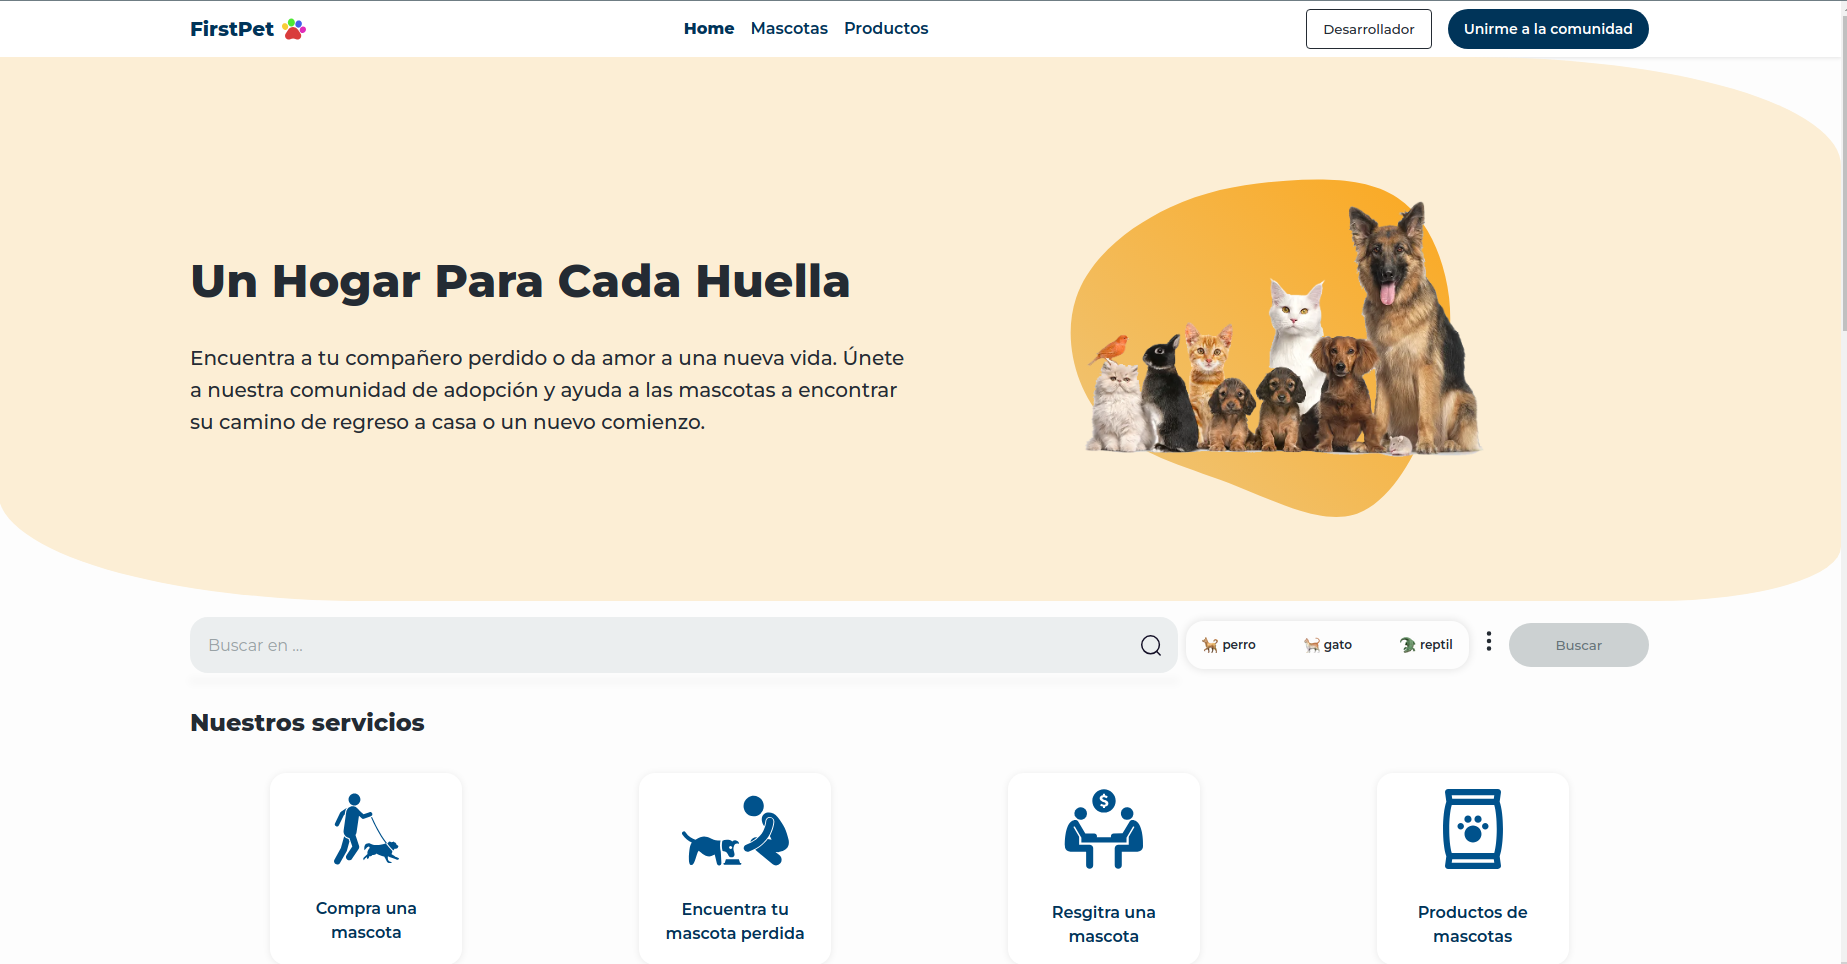 FirstPet
Home Mascotas Productos
Desarrollador
Unirme a la comunidad
Un Hogar Para Cada Huella
Encuentra a tu compañero perdido o da amor a una nueva vida. Únete
a nuestra comunidad de adopción y ayuda a las mascotas a encontrar
su camino de regreso a casa o un nuevo comienzo.
Buscar en ...
perro gato reptil
Buscar
Nuestros servicios
Compra una
mascota
Encuentra tu
mascota perdida
$
Resgitra una
mascota
Productos de
mascotas